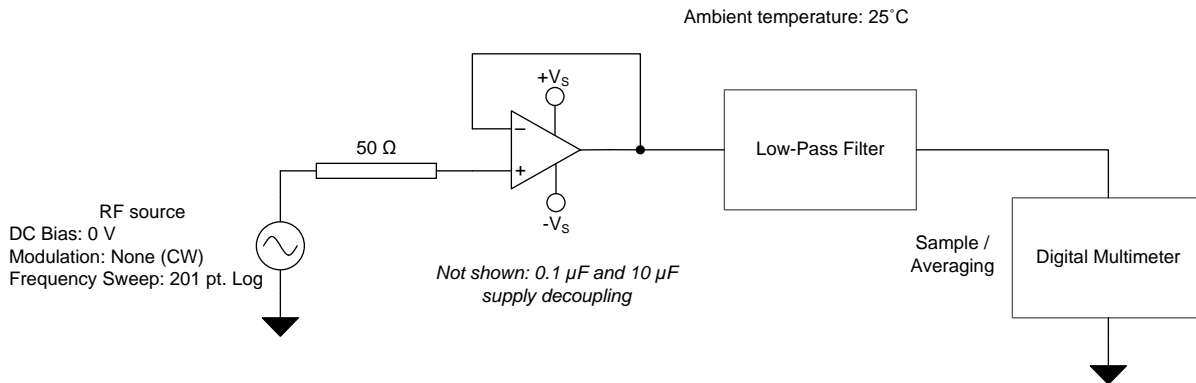 Ambient temperature: 25˚C
+VS
50 Ω
−
+
Low-Pass Filter
-VS
RF source
DC Bias: 0 V
Modulation: None (CW)
Frequency Sweep: 201 pt. Log
Not shown: 0.1 µF and 10 µF
supply decoupling
Sample /
Averaging
Digital Multimeter